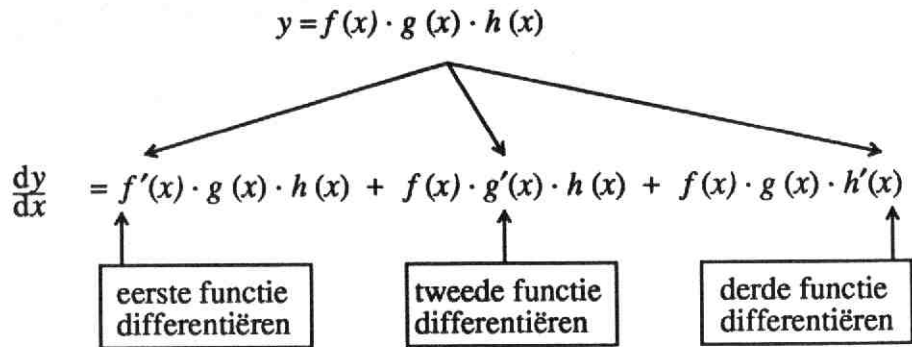 y = f (x) · g (x) · h (x)
dy/dx = f'(x) · g (x) · h (x) + f (x) · g'(x) · h (x) + f (x) · g (x) · h'(x)
eerste functie
differentiëren
tweede functie
differentiëren
derde functie
differentiëren